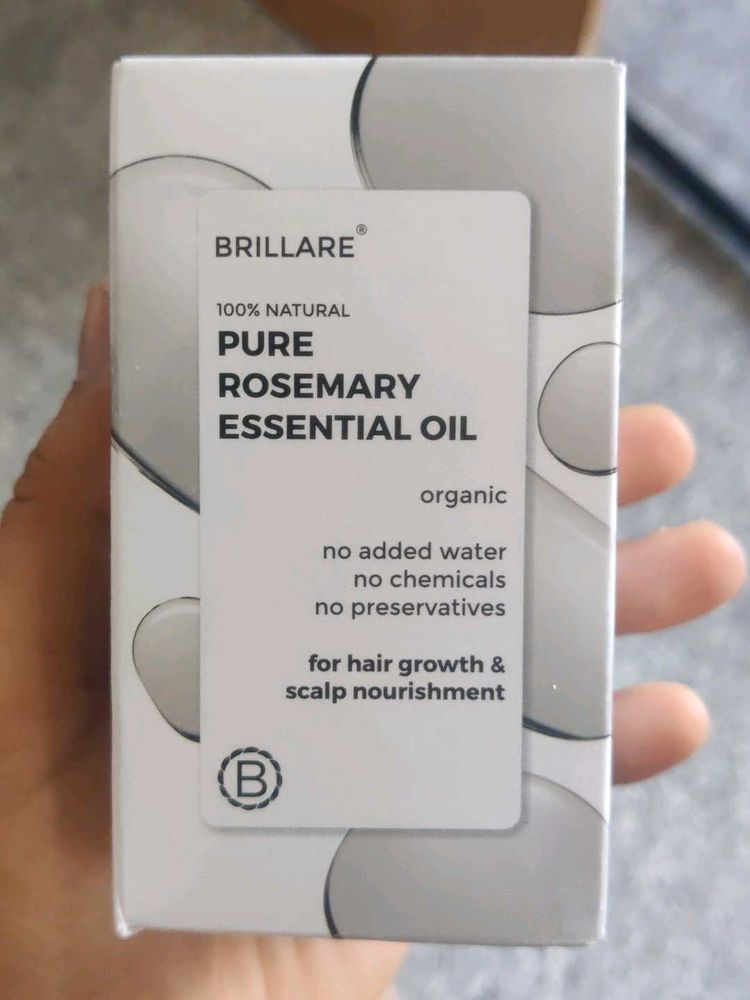 BRILLARE®
100% NATURAL
PURE
ROSEMARY
ESSENTIAL OIL
organic
no added water
no chemicals
no preservatives
for hair growth &
scalp nourishment
B